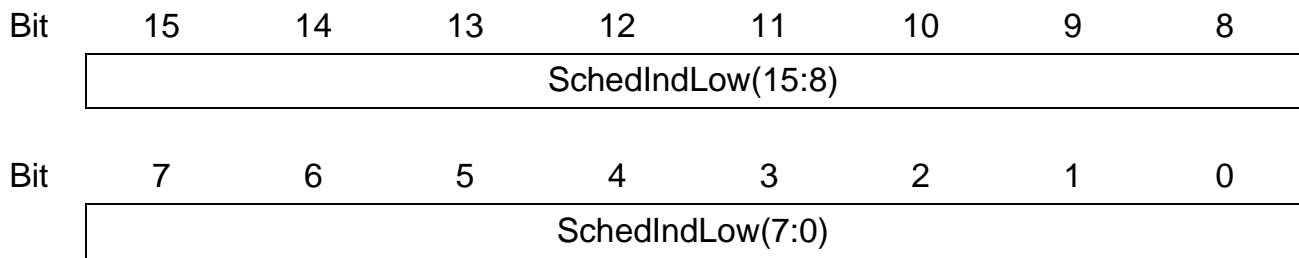 Bit 15 14 13 12 11 10 9 8
SchedIndLow(15:8)
Bit 7 6 5 4 3 2 1 0
SchedIndLow(7:0)